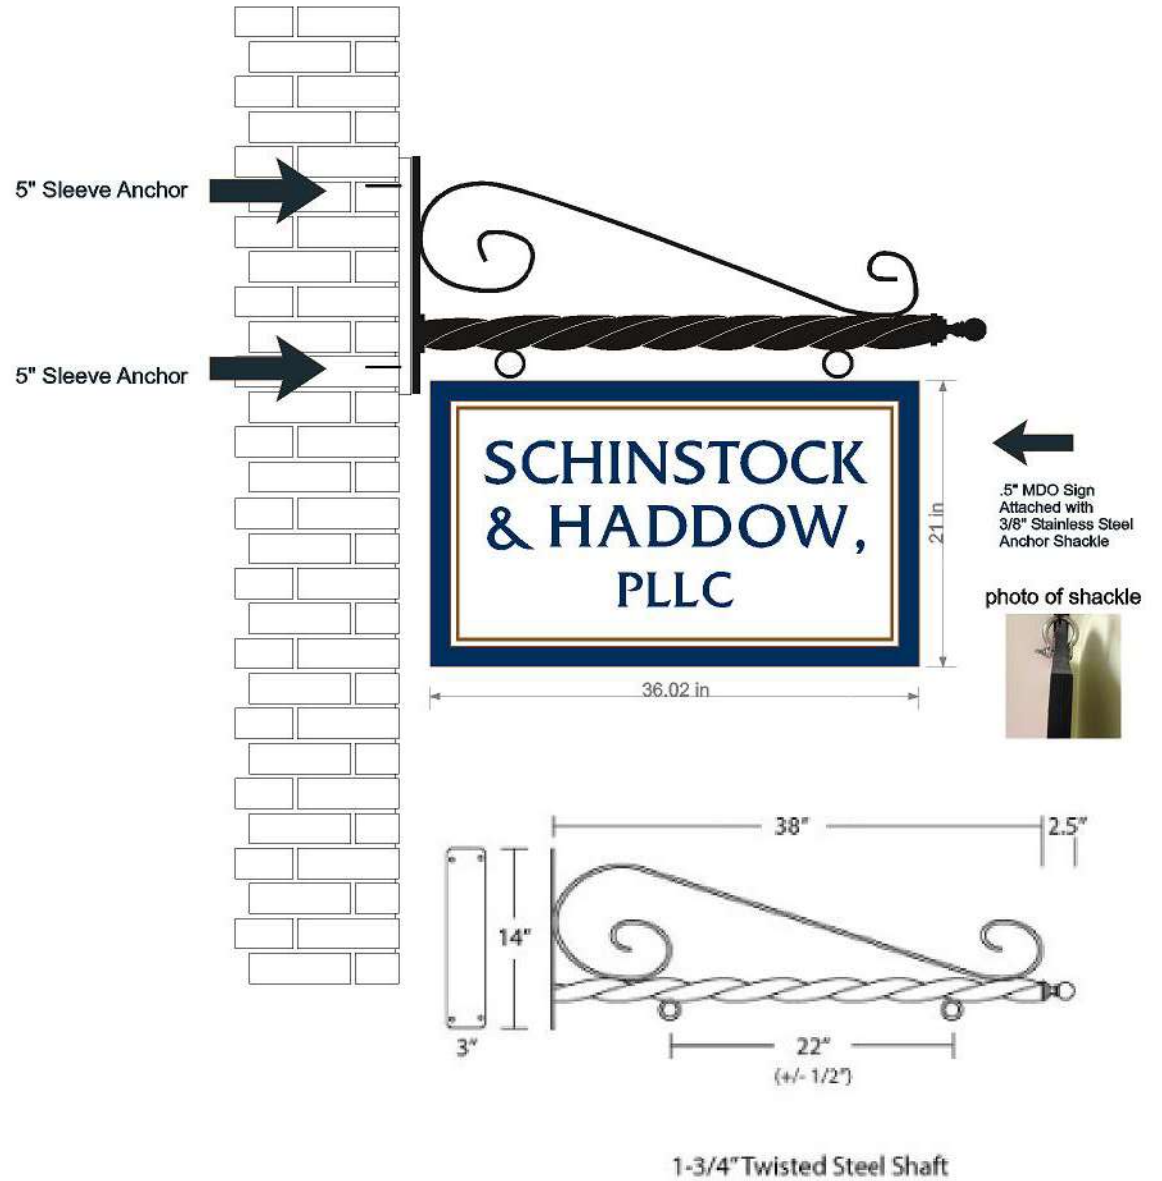 5" Sleeve Anchor
5" Sleeve Anchor
SCHINSTOCK
& HADDOW,
PLLC
21 in
36.02 in
.5" MDO Sign
Attached with
3/8" Stainless Steel
Anchor Shackle
photo of shackle
38"
2.5"
14"
3"
22"
(+/- 1/2")
1-3/4" Twisted Steel Shaft